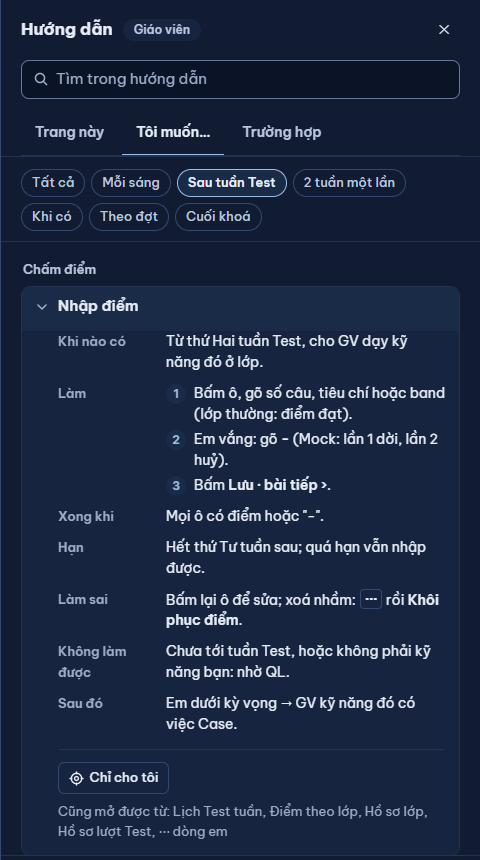 Hướng dẫn Giáo viên
Tìm trong hướng dẫn
Trang này Tôi muốn... Trường hợp
Tất cả Mỗi sáng Sau tuần Test 2 tuần một lần
Khi có Theo đợt Cuối khoá
Chấm điểm
Nhập điểm
Khi nào có Từ thứ Hai tuần Test, cho GV dạy kỹ
năng đó ở lớp.
Làm 1 Bấm ô, gõ số câu, tiêu chí hoặc band
(lớp thường: điểm đạt).
2 Em vắng: gõ - (Mock: lần 1 dời, lần 2
huỷ).
3 Bấm Lưu · bài tiếp >.
Xong khi Mọi ô có điểm hoặc "-".
Hạn Hết thứ Tư tuần sau; quá hạn vẫn nhập
được.
Làm sai Bấm lại ô để sửa; xoá nhầm: ··· rồi Khôi
phục điểm.
Không làm Chưa tới tuần Test, hoặc không phải kỹ
được năng bạn: nhờ QL.
Sau đó Em dưới kỳ vọng → GV kỹ năng đó có
việc Case.
Chỉ cho tôi
Cũng mở được từ: Lịch Test tuần, Điểm theo lớp, Hồ sơ lớp,
Hồ sơ lượt Test, ··· dòng em